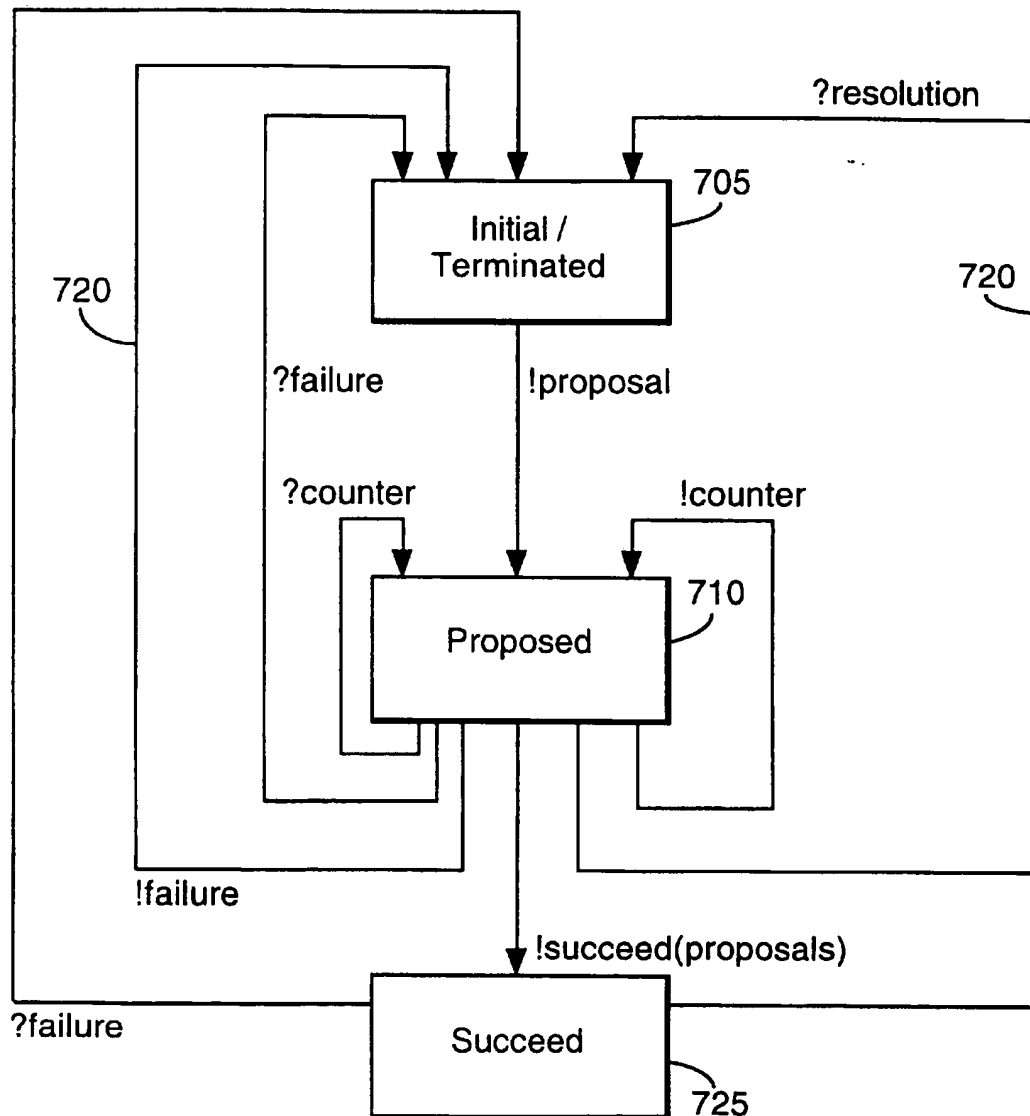 ?resolution
705
Initial /
Terminated
720
720
?failure
!proposal
?counter
!counter
710
Proposed
!failure
!succeed(proposals)
?failure
Succeed
725